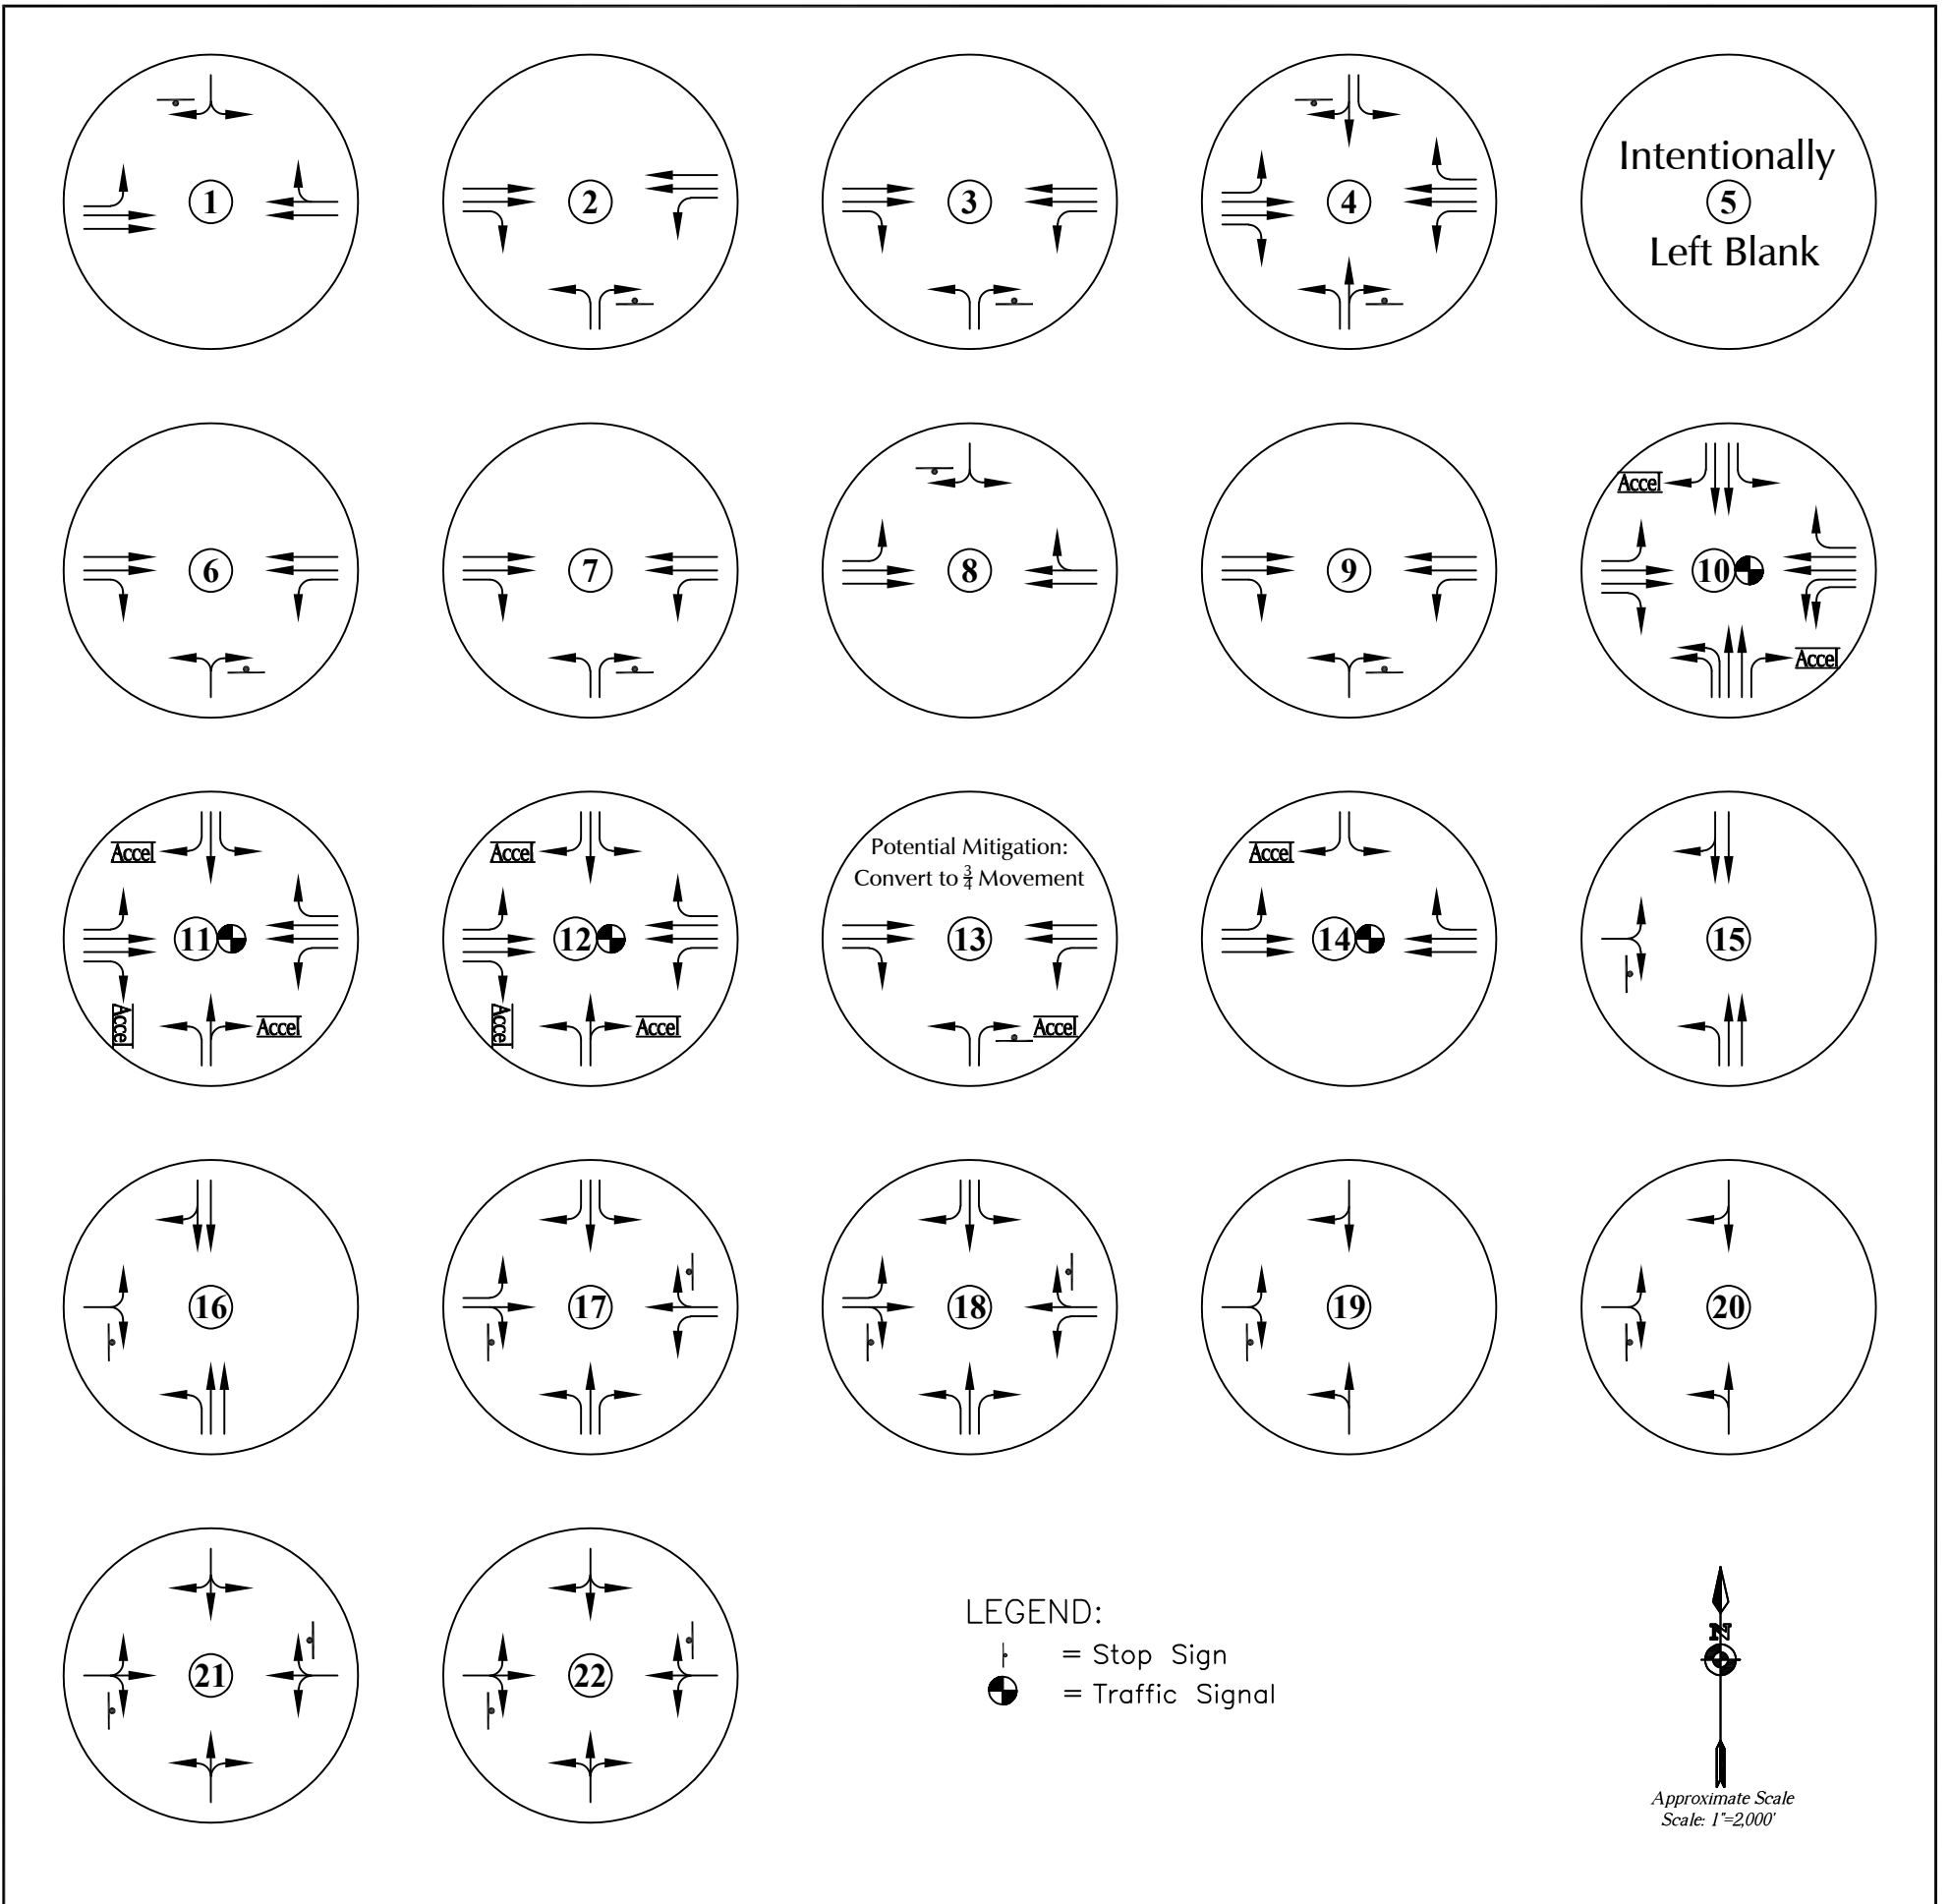 1
2
3
4
Intentionally
5
Left Blank
6
7
8
9
Accel
10
Accel
Accel
11
Accel
Accel
Accel
12
Accel
Accel
Potential Mitigation:
Convert to 3/4 Movement
13
Accel
Accel
14
15
16
17
18
19
20
21
22
LEGEND:
= Stop Sign
= Traffic Signal
N
Approximate Scale
Scale: 1"=2,000'